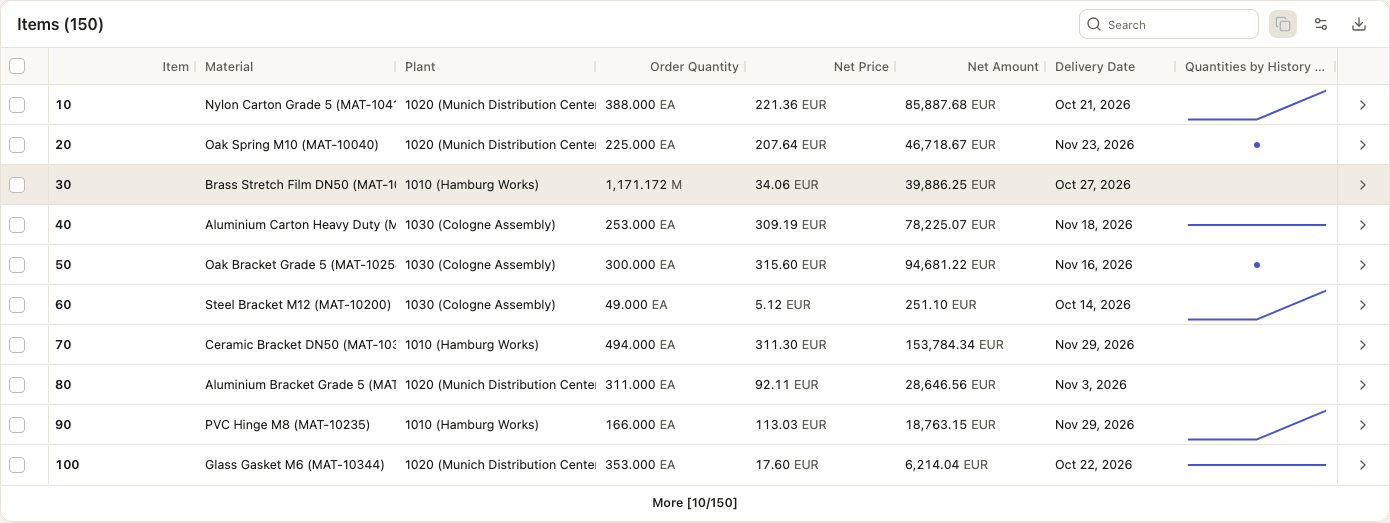 Items (150)
Search
Item Material Plant Order Quantity Net Price Net Amount Delivery Date Quantities by History ...
10 Nylon Carton Grade 5 (MAT-104 1020 (Munich Distribution Center 388.000 EA 221.36 EUR 85,887.68 EUR Oct 21, 2026
20 Oak Spring M10 (MAT-10040) 1020 (Munich Distribution Center 225.000 EA 207.64 EUR 46,718.67 EUR Nov 23, 2026
30 Brass Stretch Film DN50 (MAT-10 1010 (Hamburg Works) 1,171.172 M 34.06 EUR 39,886.25 EUR Oct 27, 2026
40 Aluminium Carton Heavy Duty (M 1030 (Cologne Assembly) 253.000 EA 309.19 EUR 78,225.07 EUR Nov 18, 2026
50 Oak Bracket Grade 5 (MAT-1025 1030 (Cologne Assembly) 300.000 EA 315.60 EUR 94,681.22 EUR Nov 16, 2026
60 Steel Bracket M12 (MAT-10200) 1030 (Cologne Assembly) 49.000 EA 5.12 EUR 251.10 EUR Oct 14, 2026
70 Ceramic Bracket DN50 (MAT-103 1010 (Hamburg Works) 494.000 EA 311.30 EUR 153,784.34 EUR Nov 29, 2026
80 Aluminium Bracket Grade 5 (MAT 1020 (Munich Distribution Center 311.000 EA 92.11 EUR 28,646.56 EUR Nov 3, 2026
90 PVC Hinge M8 (MAT-10235) 1010 (Hamburg Works) 166.000 EA 113.03 EUR 18,763.15 EUR Nov 29, 2026
100 Glass Gasket M6 (MAT-10344) 1020 (Munich Distribution Center 353.000 EA 17.60 EUR 6,214.04 EUR Oct 22, 2026
More [10/150]